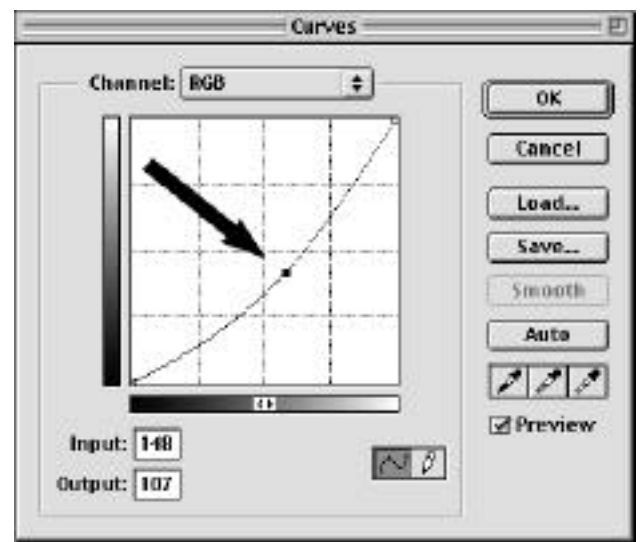 Curves
Channel: RGB
OK
Cancel
Load...
Save...
Smooth
Auto
Preview
Input: 148
Output: 107